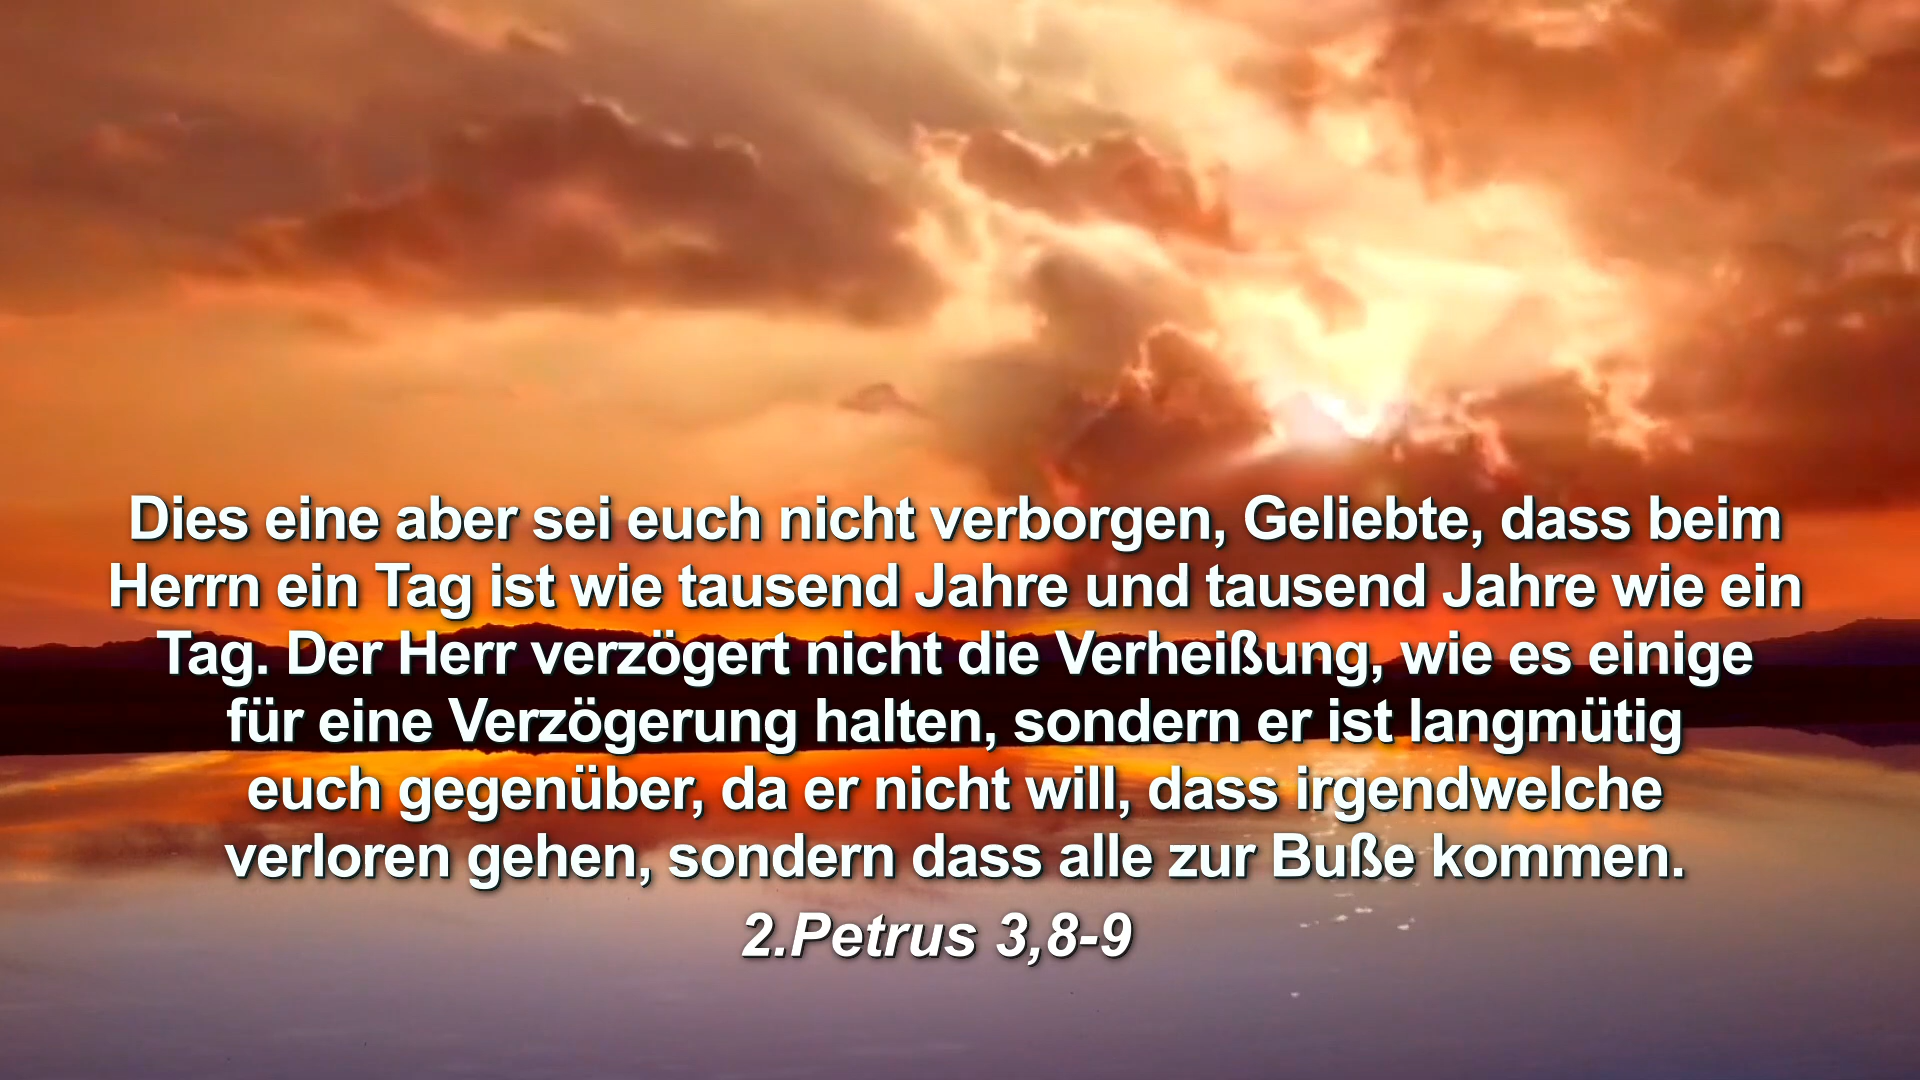 Dies eine aber sei euch nicht verborgen, Geliebte, dass beim
Herrn ein Tag ist wie tausend Jahre und tausend Jahre wie ein
Tag. Der Herr verzögert nicht die Verheißung, wie es einige
für eine Verzögerung halten, sondern er ist langmütig
euch gegenüber, da er nicht will, dass irgendwelche
verloren gehen, sondern dass alle zur Buße kommen.
2.Petrus 3,8-9